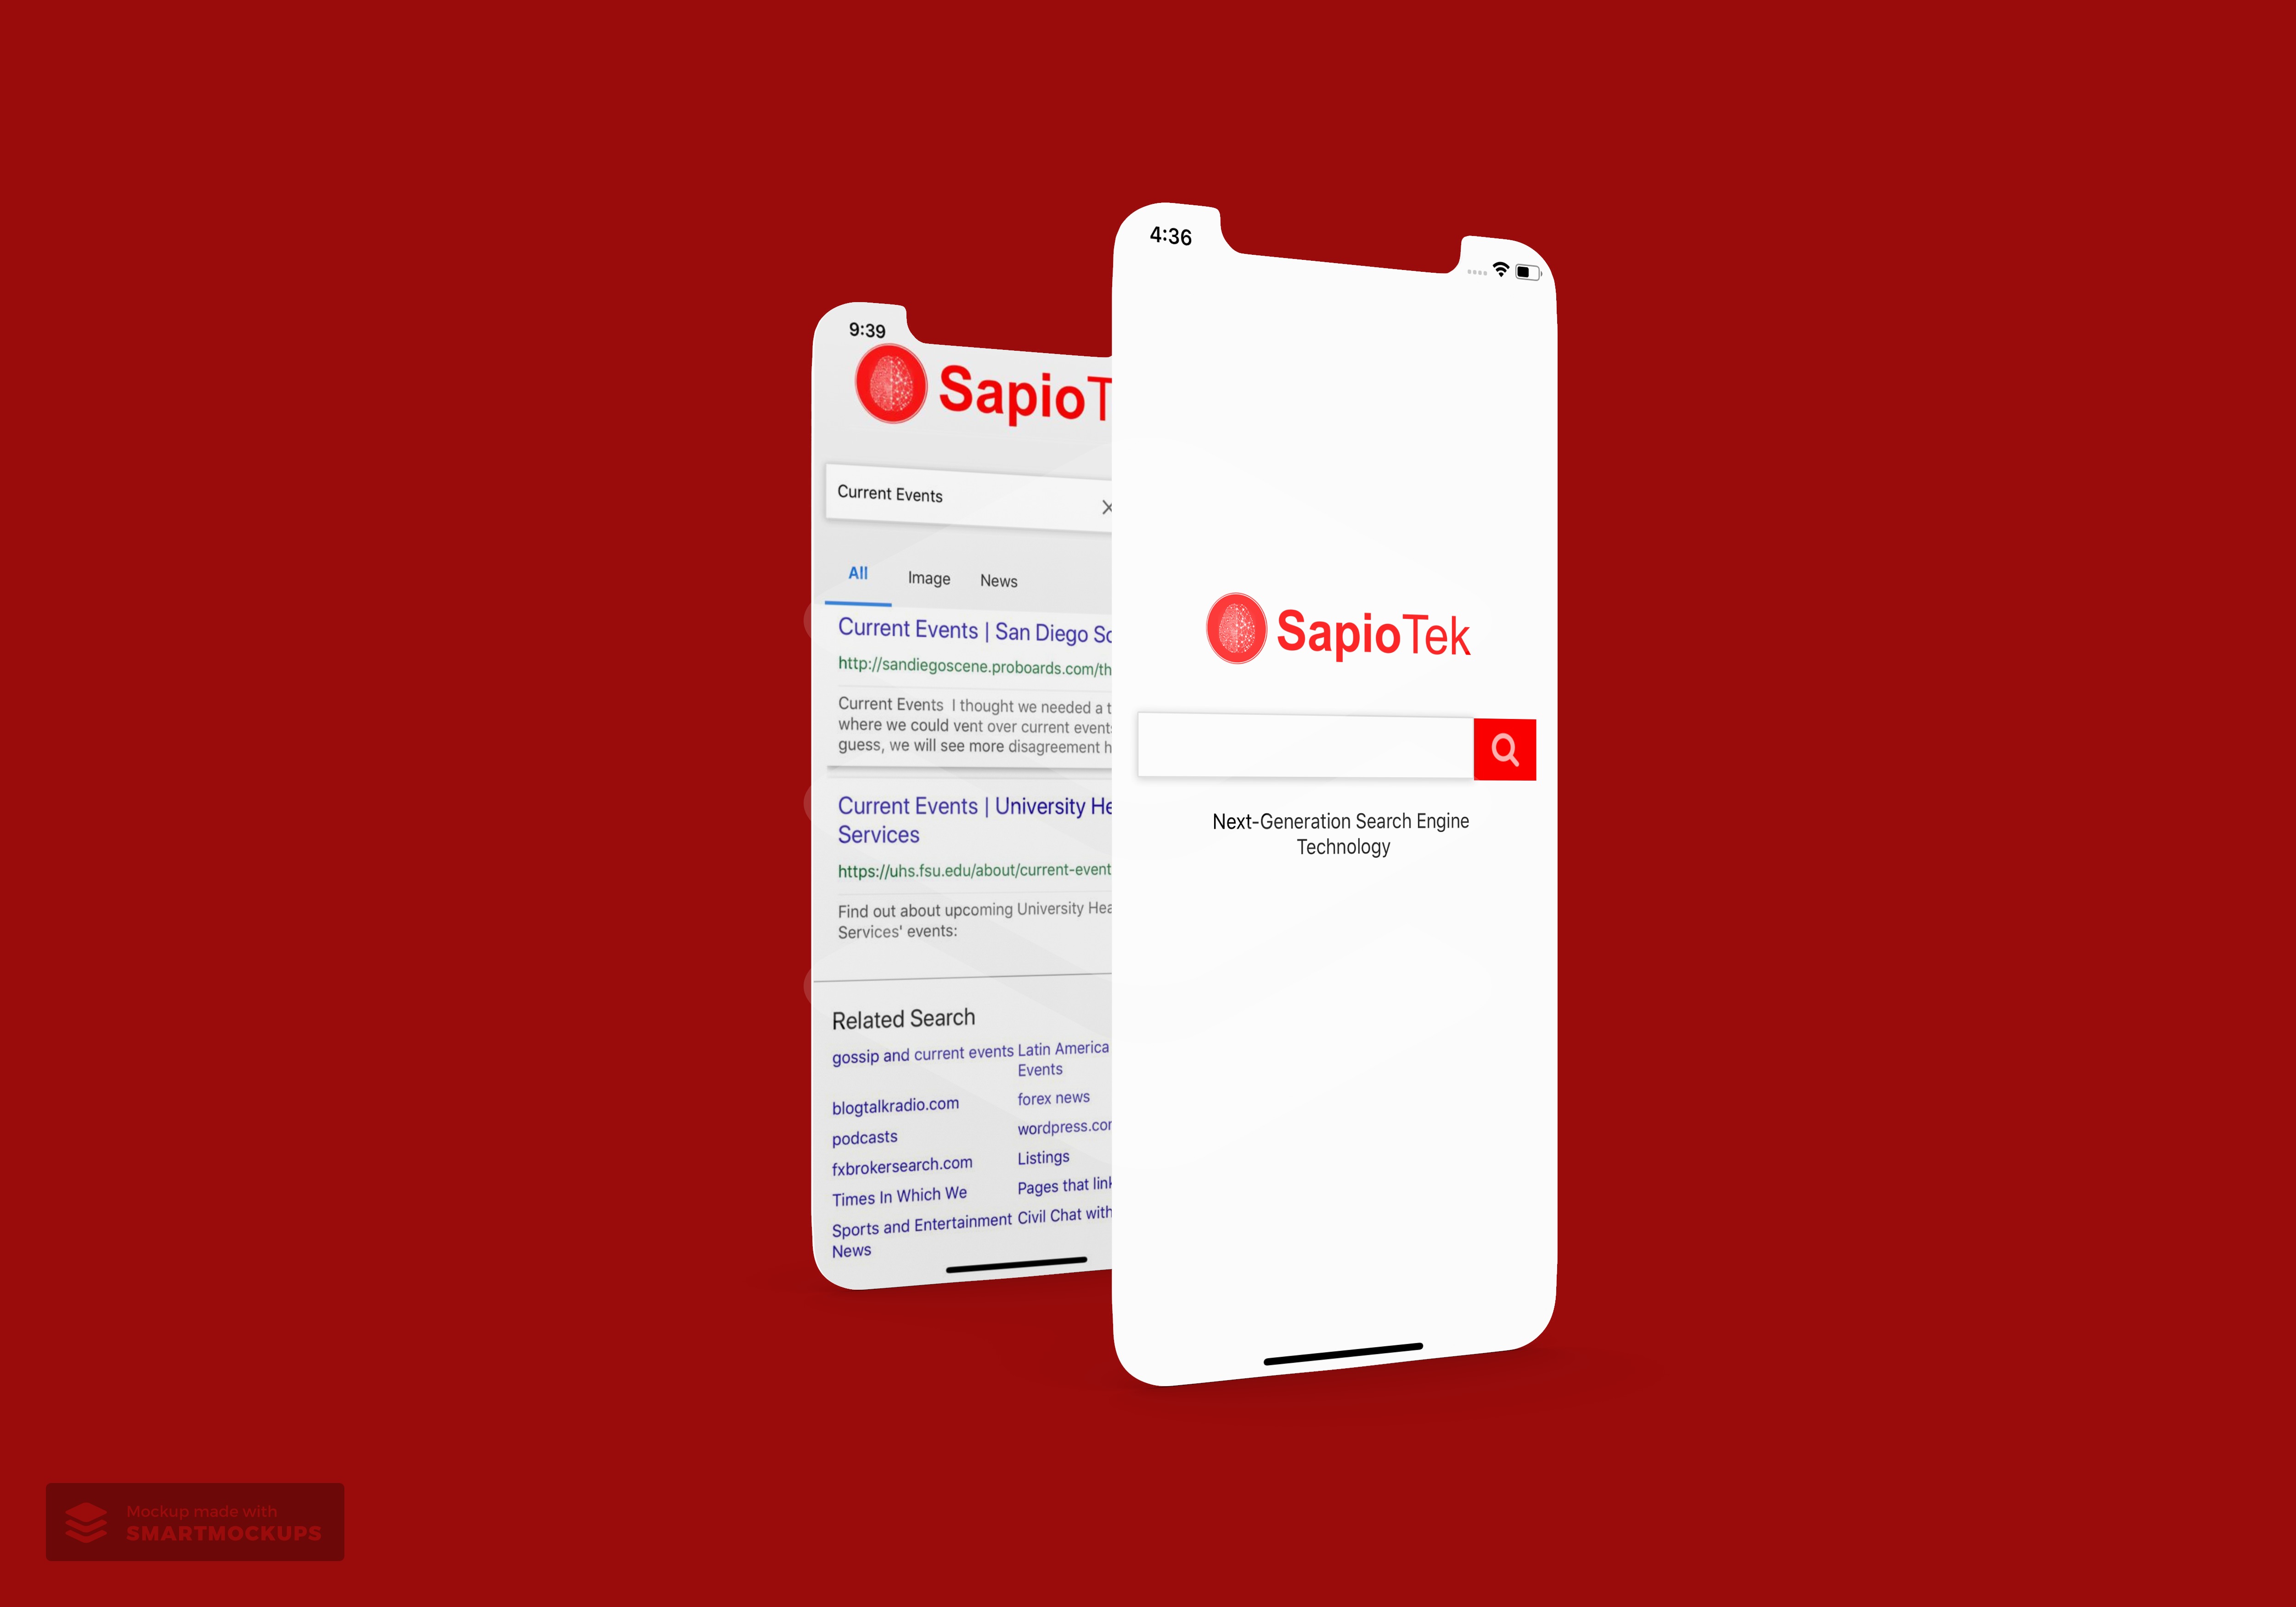 9:39
SapioT
Current Events
All Image News
Current Events | San Diego Sc
http://sandiegoscene.proboards.com/th
Current Events I thought we needed a t
where we could vent over current event
guess, we will see more disagreement h
Current Events | University He
Services
https://uhs.fsu.edu/about/current-event
Find out about upcoming University Hea
Services' events:
Related Search
gossip and current events Latin America
Events
blogtalkradio.com
forex news
podcasts
wordpress.co
fxbrokersearch.com
Listings
Times In Which We
Pages that link
Sports and Entertainment
News
Civil Chat with
4:36
SapioTek
Next-Generation Search Engine
Technology
Mockup made with
SMARTMOCKUPS